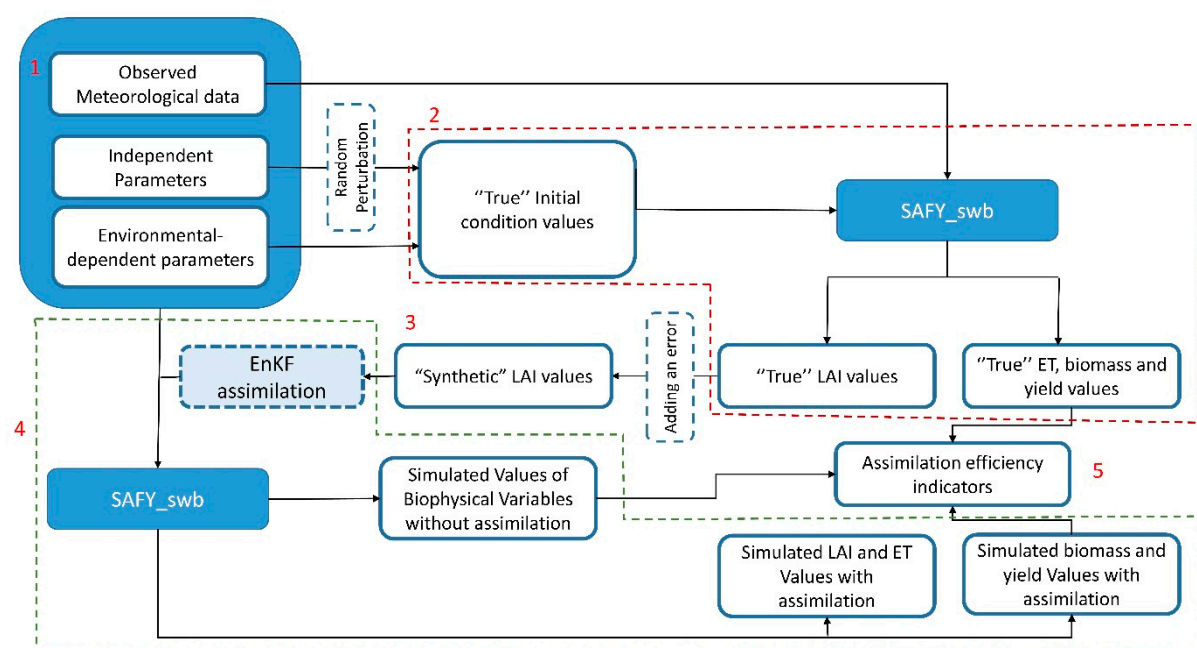 1
Observed
Meteorological data
Independent
Parameters
Environmental-
dependent parameters
Random
Perturbation
2
‘’True’’ Initial
condition values
SAFY_swb
3
EnKF
assimilation
“Synthetic” LAI values
Adding an error
‘’True’’ LAI values
‘’True’’ ET, biomass and
yield values
4
SAFY_swb
Simulated Values of
Biophysical Variables
without assimilation
Assimilation efficiency
indicators
5
Simulated LAI and ET
Values with
assimilation
Simulated biomass and
yield Values with
assimilation